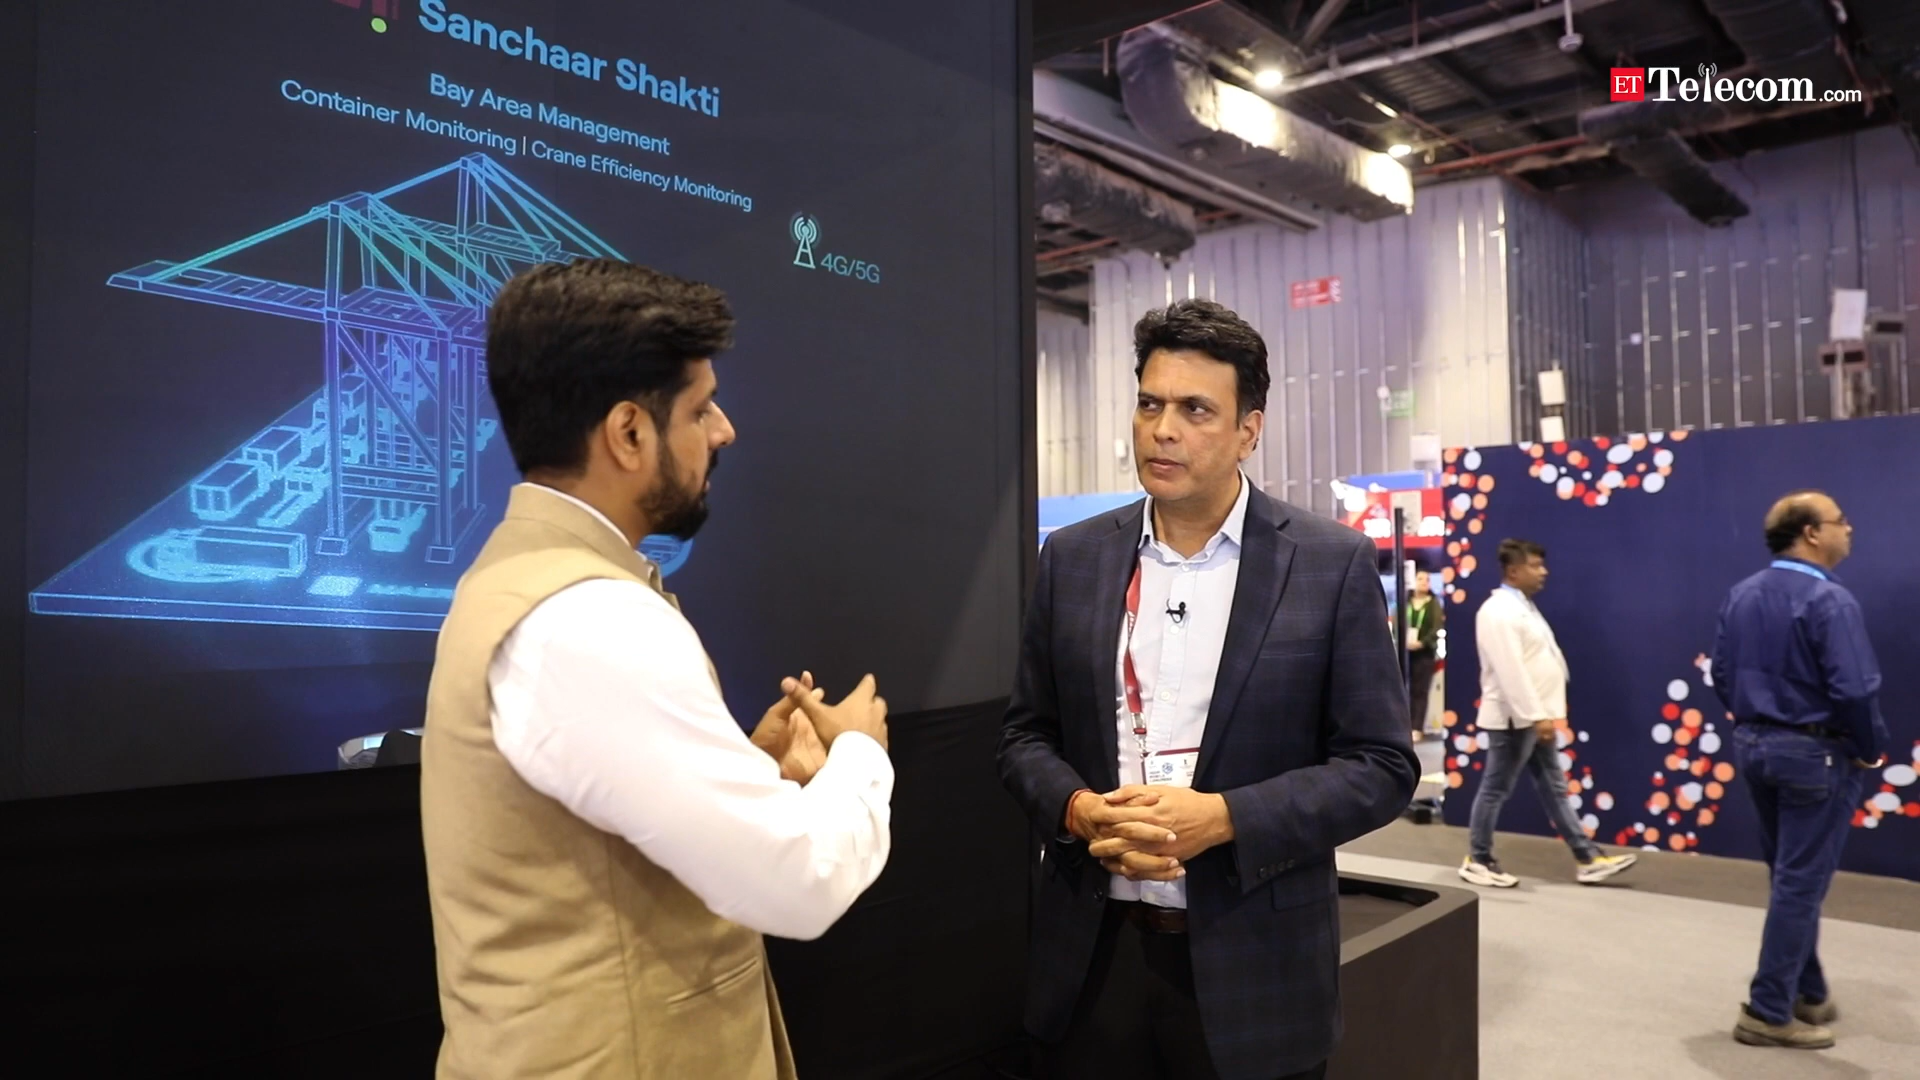 Sanchaar Shakti
Bay Area Management
Container Monitoring | Crane Efficiency Monitoring
4G/5G
ET Telecom.com